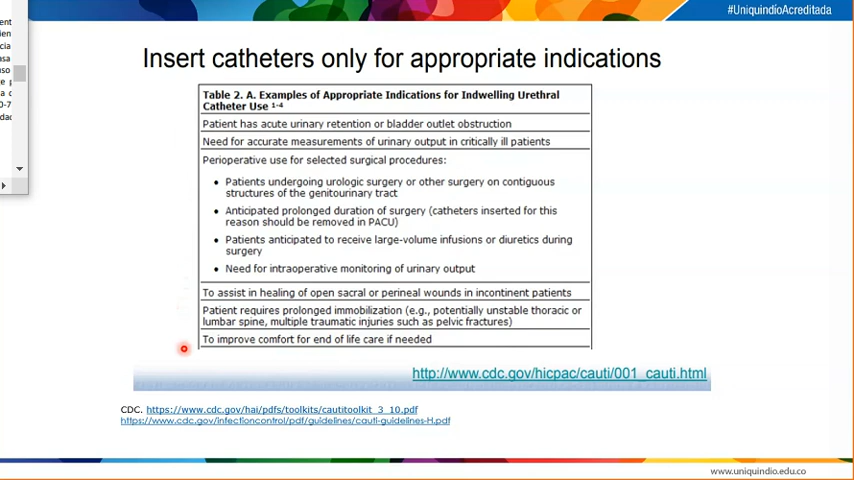 #UniquindíoAcreditada
Insert catheters only for appropriate indications
Table 2. A. Examples of Appropriate Indications for Indwelling Urethral
Catheter Use 1-4
Patient has acute urinary retention or bladder outlet obstruction
Need for accurate measurements of urinary output in critically ill patients
Perioperative use for selected surgical procedures:
• Patients undergoing urologic surgery or other surgery on contiguous
structures of the genitourinary tract
• Anticipated prolonged duration of surgery (catheters inserted for this
reason should be removed in PACU)
• Patients anticipated to receive large-volume infusions or diuretics during
surgery
• Need for intraoperative monitoring of urinary output
To assist in healing of open sacral or perineal wounds in incontinent patients
Patient requires prolonged immobilization (e.g., potentially unstable thoracic or
lumbar spine, multiple traumatic injuries such as pelvic fractures)
To improve comfort for end of life care if needed
http://www.cdc.gov/hicpac/cauti/001_cauti.html
CDC. https://www.cdc.gov/hai/pdfs/toolkits/cautitoolkit_3_10.pdf
https://www.cdc.gov/infectioncontrol/pdf/guidelines/cauti-guidelines-H.pdf
www.uniquindio.edu.co